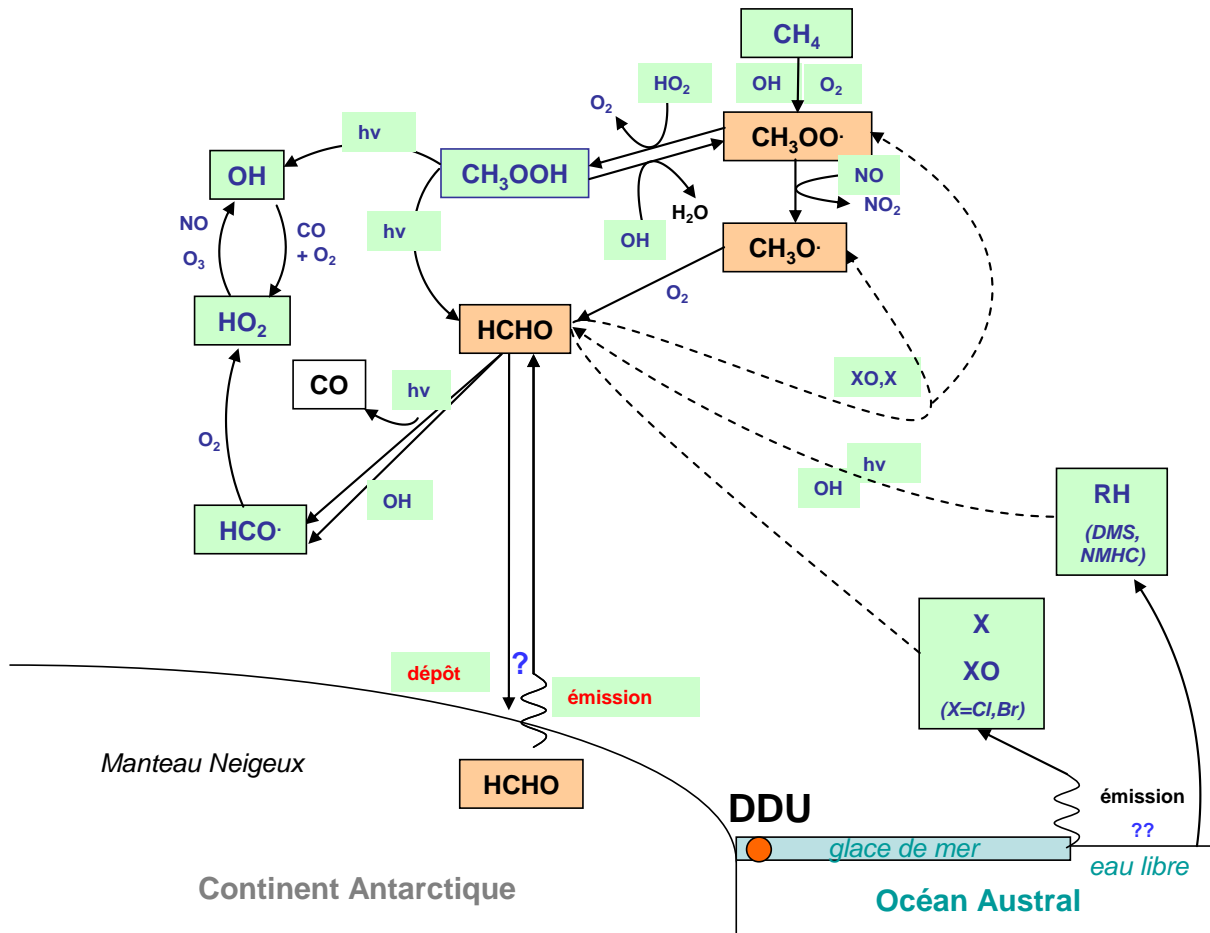 CH₄
OH O₂
HO₂
O₂
CH₃OO·
hv
CH₃OOH
OH
NO
NO₂
H₂O
OH
NO
O₃
CO
+ O₂
hv
CH₃O·
O₂
HO₂
HCHO
CO
hv
XO,X
O₂
OH
hv
OH
RH
(DMS,
NMHC)
HCO·
X
XO
(X=Cl,Br)
dépôt
?
émission
Manteau Neigeux
HCHO
DDU
émission
??
glace de mer
eau libre
Continent Antarctique
Océan Austral